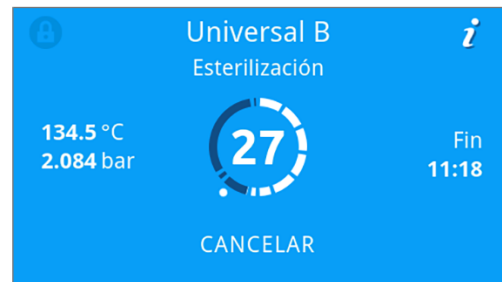 Universal B
i
Esterilización
134.5 °C
2.084 bar
27
Fin
11:18
CANCELAR